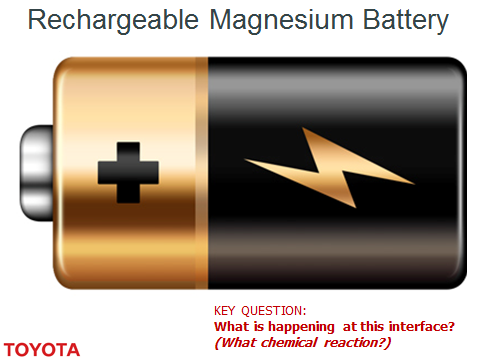 Rechargeable Magnesium Battery
KEY QUESTION:
What is happening at this interface?
(What chemical reaction?)
TOYOTA